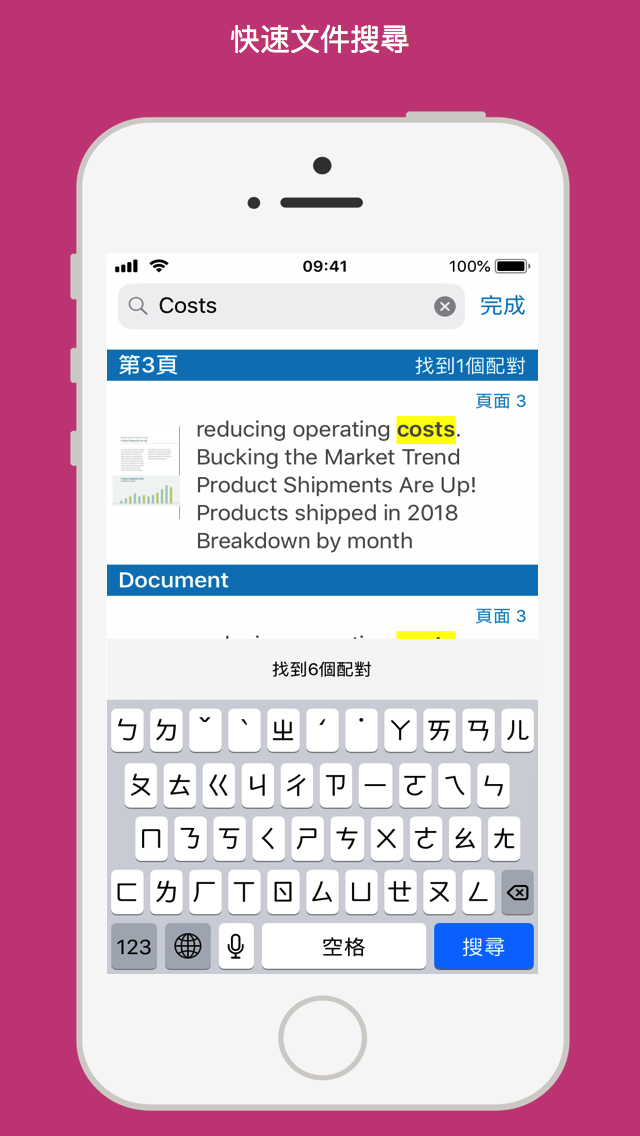 快速文件搜尋
09:41
100%
Costs
完成
第3頁
找到1個配對
頁面 3
reducing operating costs.
Bucking the Market Trend
Product Shipments Are Up!
Products shipped in 2018
Breakdown by month
Document
頁面 3
找到6個配對
ㄅ ㄉ ˇ ˋ ㄓ ˊ ˙ ㄚ ㄞ ㄢ ㄦ
ㄆ ㄊ ㄍ ㄐ ㄔ ㄗ ㄧ ㄛ ㄟ ㄣ
ㄇ ㄋ ㄎ ㄑ ㄕ ㄘ ㄨ ㄜ ㄠ ㄤ
ㄈ ㄌ ㄏ ㄒ ㄖ ㄙ ㄩ ㄝ ㄡ ㄥ
123
空格
搜尋